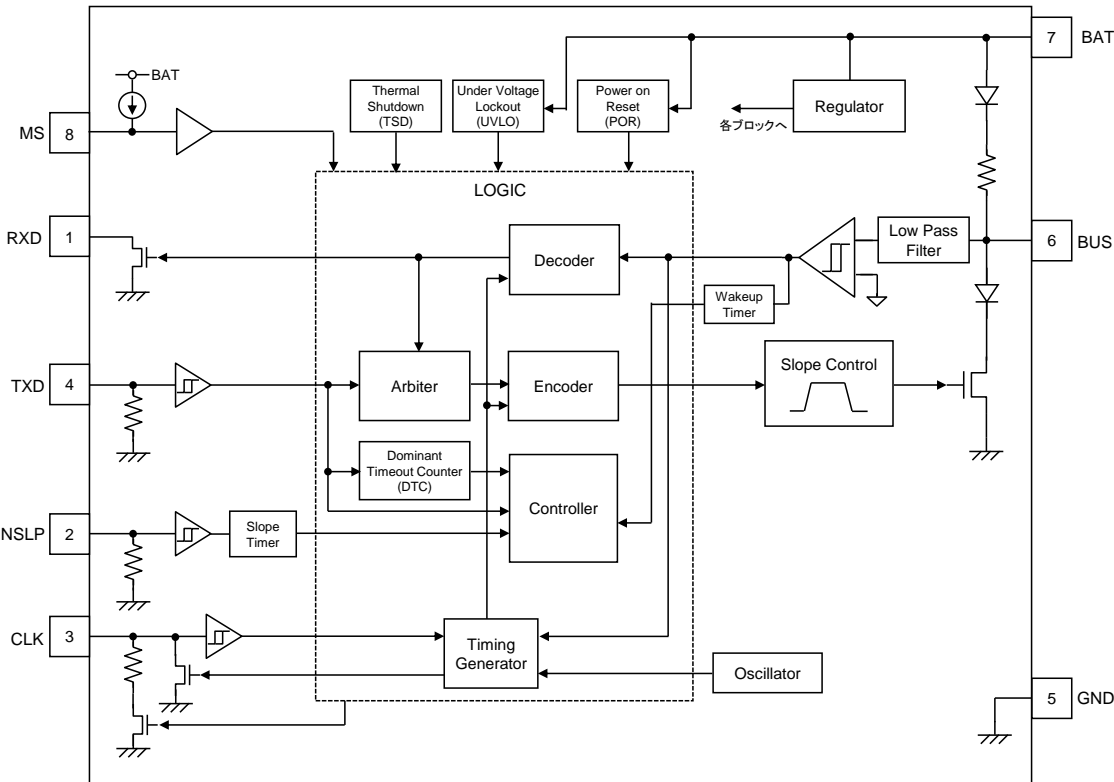 7
BAT
BAT
Thermal
Shutdown
(TSD)
Under Voltage
Lockout
(UVLO)
Power on
Reset
(POR)
Regulator
各ブロックへ
MS
8
LOGIC
RXD
1
Decoder
Low Pass
Filter
6
BUS
Wakeup
Timer
TXD
4
Arbiter
Encoder
Slope Control
Dominant
Timeout Counter
(DTC)
Controller
NSLP
2
Slope
Timer
CLK
3
Timing
Generator
Oscillator
5
GND